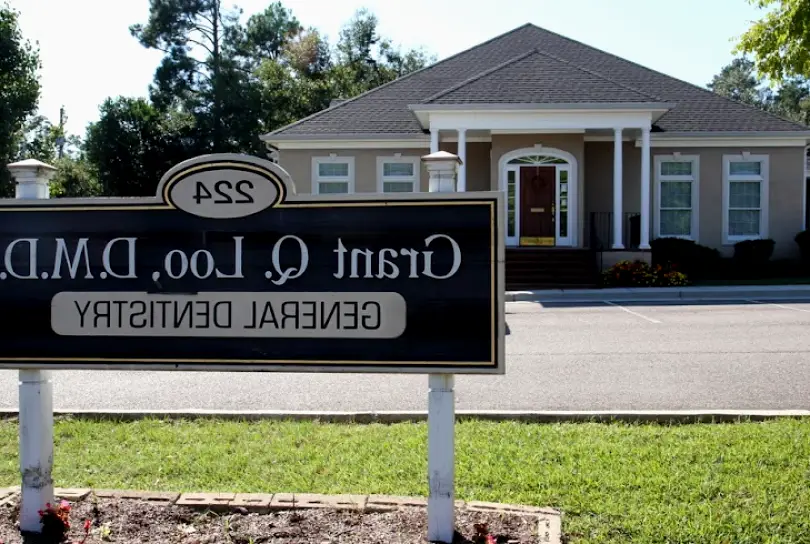 224
Grant Q. Loo, D.M.D.
GENERAL DENTISTRY